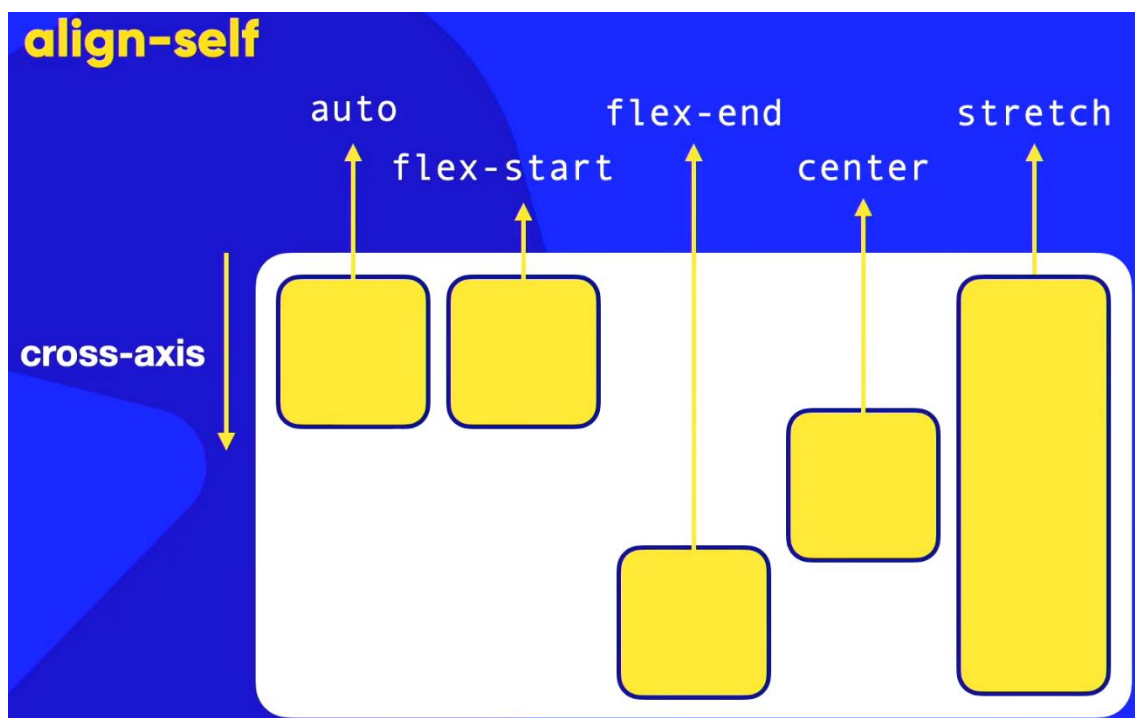 align-self
auto
flex-end
stretch
flex-start
center
cross-axis